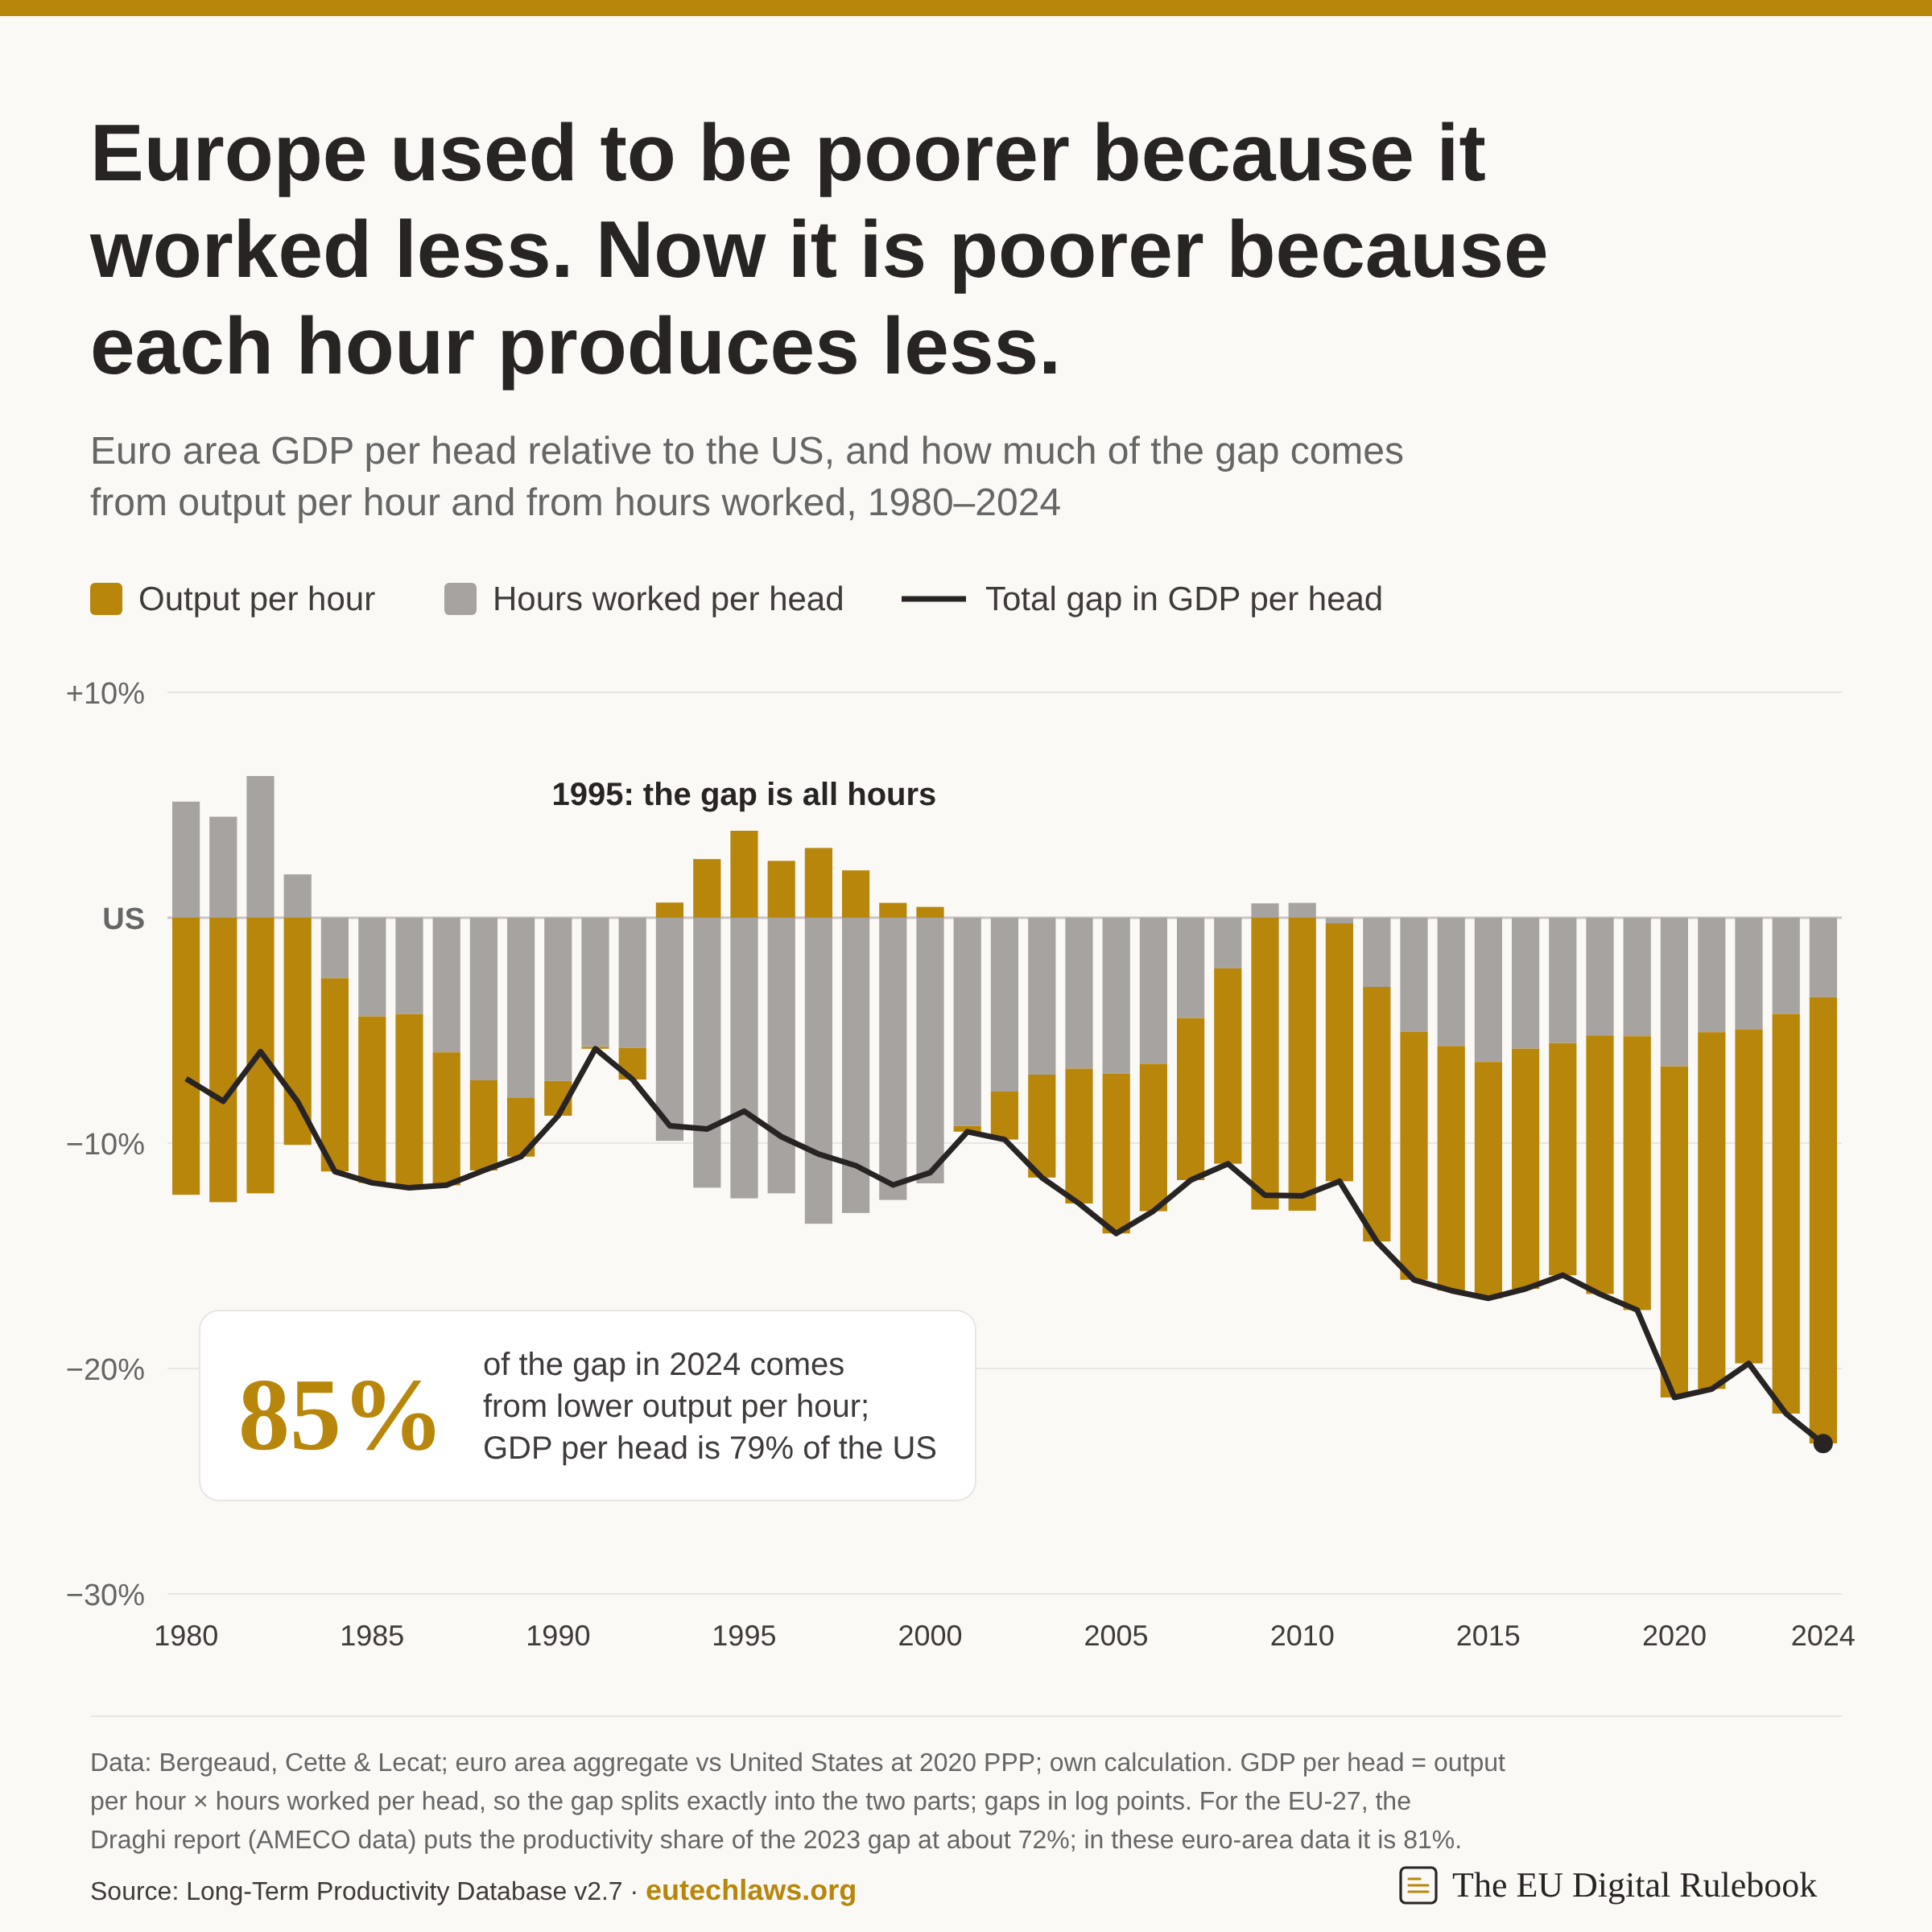 Europe used to be poorer because it
worked less. Now it is poorer because
each hour produces less.
Euro area GDP per head relative to the US, and how much of the gap comes
from output per hour and from hours worked, 1980–2024
Output per hour Hours worked per head Total gap in GDP per head
+10%
1995: the gap is all hours
US
−10%
−20%
85%
of the gap in 2024 comes
from lower output per hour;
GDP per head is 79% of the US
−30%
1980 1985 1990 1995 2000 2005 2010 2015 2020 2024
Data: Bergeaud, Cette & Lecat; euro area aggregate vs United States at 2020 PPP; own calculation. GDP per head = output
per hour × hours worked per head, so the gap splits exactly into the two parts; gaps in log points. For the EU-27, the
Draghi report (AMECO data) puts the productivity share of the 2023 gap at about 72%; in these euro-area data it is 81%.
Source: Long-Term Productivity Database v2.7 · eutechlaws.org
The EU Digital Rulebook